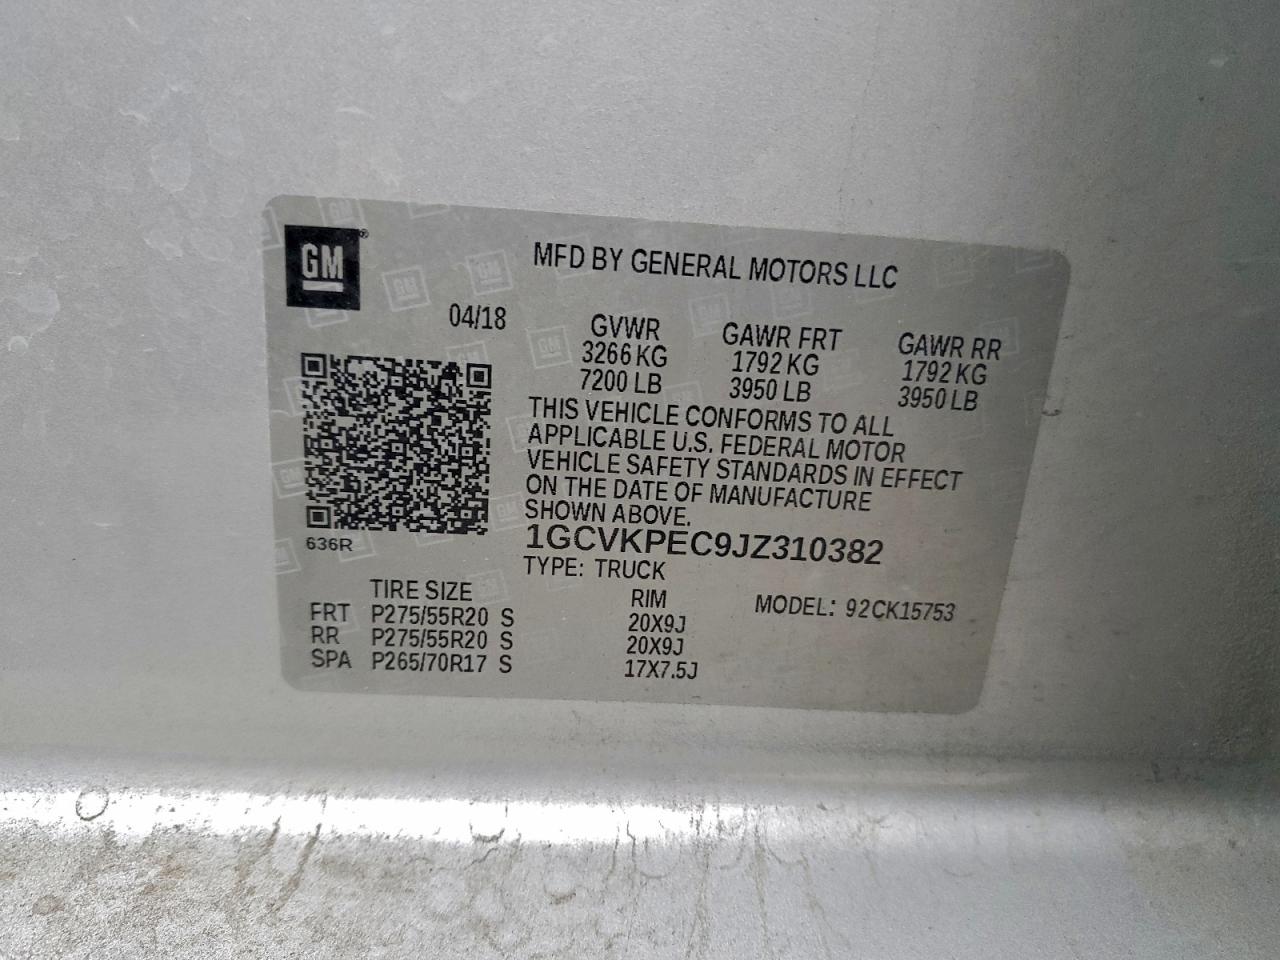 GM®
MFD BY GENERAL MOTORS LLC
04/18
GVWR GAWR FRT GAWR RR
3266 KG 1792 KG 1792 KG
7200 LB 3950 LB 3950 LB
THIS VEHICLE CONFORMS TO ALL
APPLICABLE U.S. FEDERAL MOTOR
VEHICLE SAFETY STANDARDS IN EFFECT
ON THE DATE OF MANUFACTURE
SHOWN ABOVE.
636R
1GCVKPEC9JZ310382
TYPE: TRUCK
TIRE SIZE RIM MODEL: 92CK15753
FRT P275/55R20 S 20X9J
RR P275/55R20 S 20X9J
SPA P265/70R17 S 17X7.5J